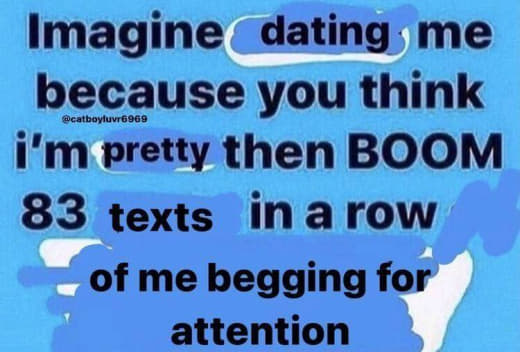 Imagine dating me
because you think
@catboyluvr6969
i'm pretty then BOOM
83 texts in a row
of me begging for
attention